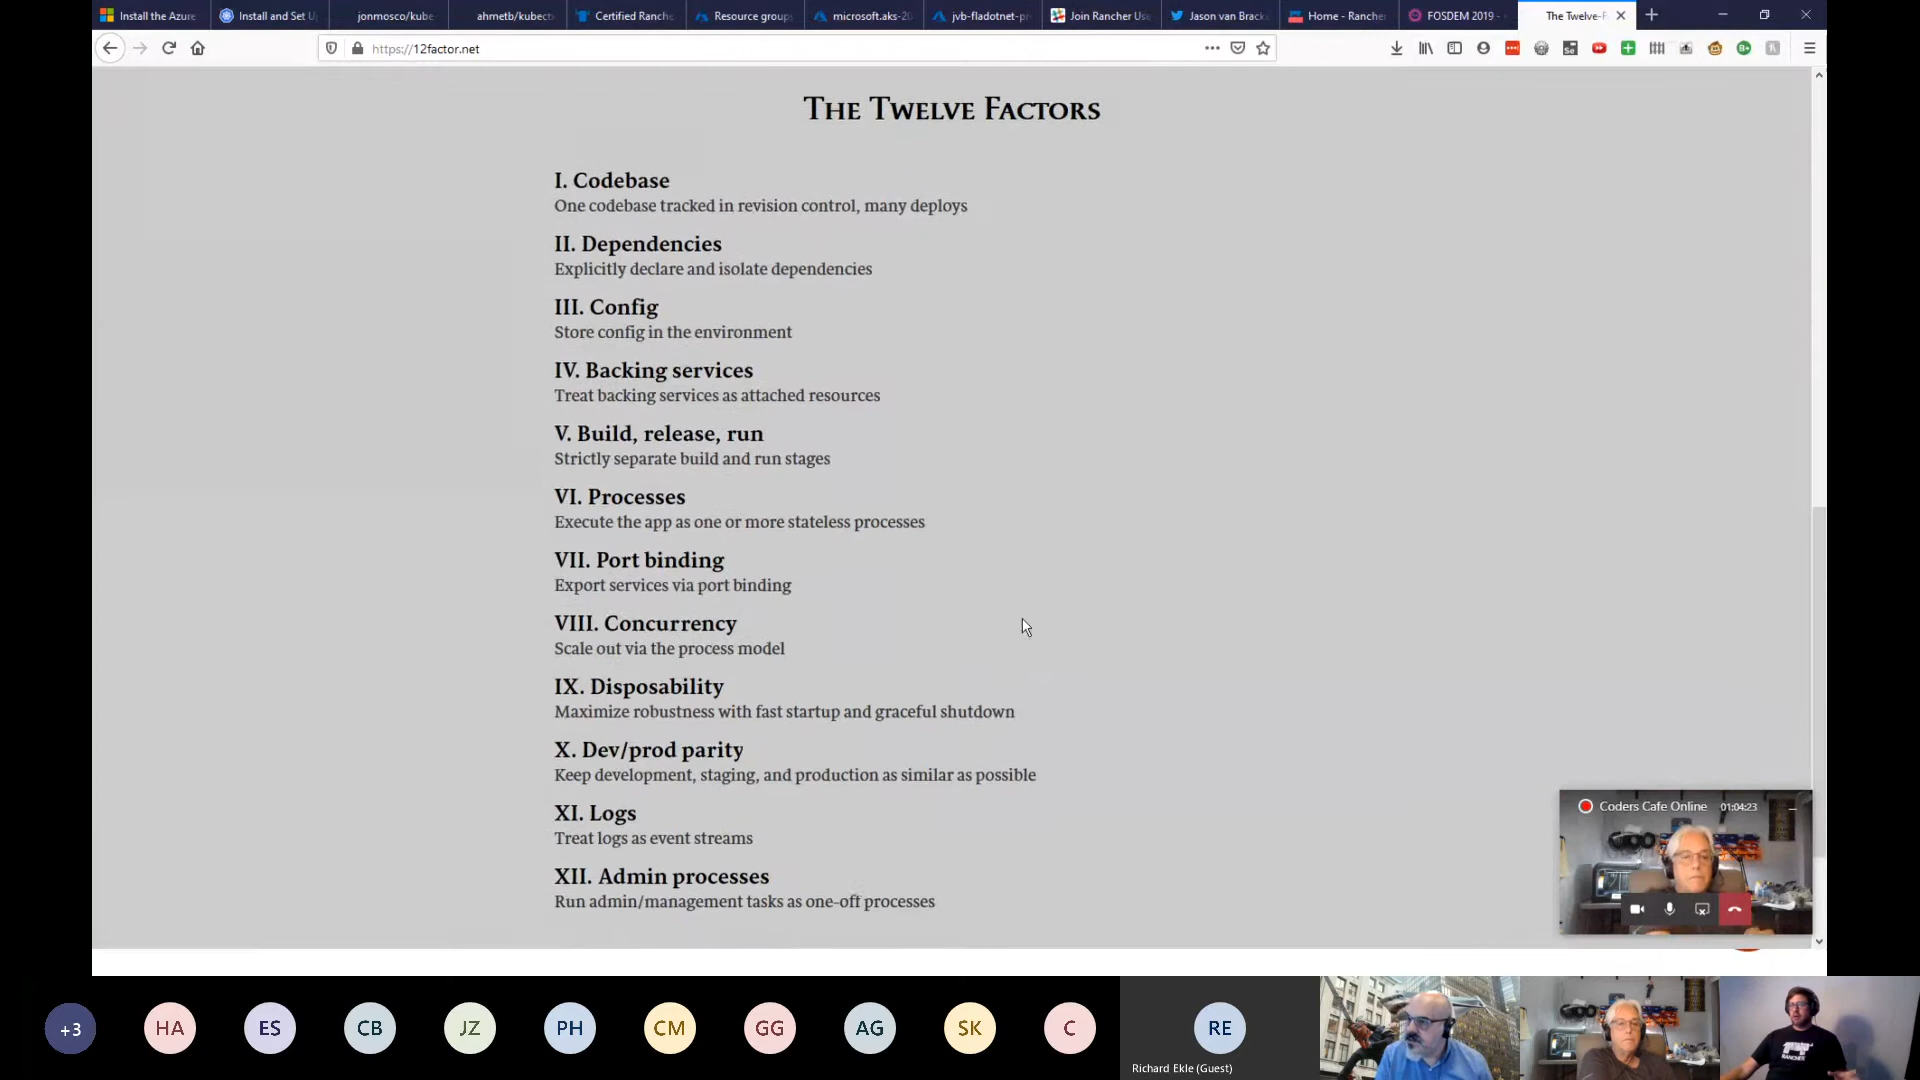 Install the Azure
Install and Set U
jonmosco/kube
ahmetb/kubect
Certified Ranche
Resource group
microsoft.aks-20
jvb-fladotnet-pr
Join Rancher Use
Jason van Bracke
Home - Rancher
FOSDEM 2019 -
The Twelve-F
https://12factor.net
The Twelve Factors
I. Codebase
One codebase tracked in revision control, many deploys
II. Dependencies
Explicitly declare and isolate dependencies
III. Config
Store config in the environment
IV. Backing services
Treat backing services as attached resources
V. Build, release, run
Strictly separate build and run stages
VI. Processes
Execute the app as one or more stateless processes
VII. Port binding
Export services via port binding
VIII. Concurrency
Scale out via the process model
IX. Disposability
Maximize robustness with fast startup and graceful shutdown
X. Dev/prod parity
Keep development, staging, and production as similar as possible
XI. Logs
Treat logs as event streams
XII. Admin processes
Run admin/management tasks as one-off processes
Coders Cafe Online 01:04:23
+3
HA
ES
CB
JZ
PH
CM
GG
AG
SK
C
RE
Richard Ekle (Guest)
RANCHER